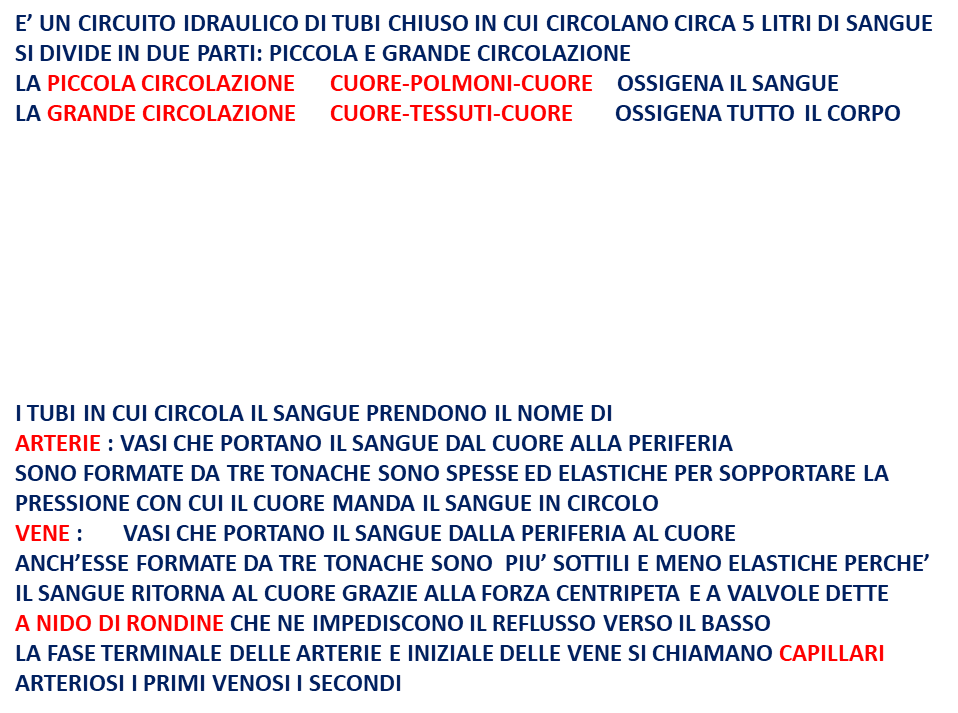 E’ UN CIRCUITO IDRAULICO DI TUBI CHIUSO IN CUI CIRCOLANO CIRCA 5 LITRI DI SANGUE
SI DIVIDE IN DUE PARTI: PICCOLA E GRANDE CIRCOLAZIONE
LA PICCOLA CIRCOLAZIONE CUORE-POLMONI-CUORE OSSIGENA IL SANGUE
LA GRANDE CIRCOLAZIONE CUORE-TESSUTI-CUORE OSSIGENA TUTTO IL CORPO
I TUBI IN CUI CIRCOLA IL SANGUE PRENDONO IL NOME DI
ARTERIE : VASI CHE PORTANO IL SANGUE DAL CUORE ALLA PERIFERIA
SONO FORMATE DA TRE TONACHE SONO SPESSE ED ELASTICHE PER SOPPORTARE LA
PRESSIONE CON CUI IL CUORE MANDA IL SANGUE IN CIRCOLO
VENE : VASI CHE PORTANO IL SANGUE DALLA PERIFERIA AL CUORE
ANCH’ESSE FORMATE DA TRE TONACHE SONO PIU’ SOTTILI E MENO ELASTICHE PERCHE’
IL SANGUE RITORNA AL CUORE GRAZIE ALLA FORZA CENTRIPETA E A VALVOLE DETTE
A NIDO DI RONDINE CHE NE IMPEDISCONO IL REFLUSSO VERSO IL BASSO
LA FASE TERMINALE DELLE ARTERIE E INIZIALE DELLE VENE SI CHIAMANO CAPILLARI
ARTERIOSI I PRIMI VENOSI I SECONDI